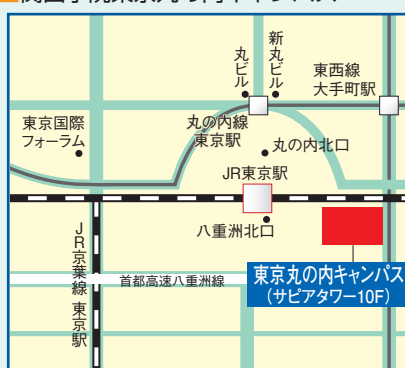 新丸ビル
丸ビル
東西線
大手町駅
東京国際
フォーラム
丸の内線
東京駅
丸の内北口
JR東京駅
八重洲北口
JR京葉線 東京駅
首都高速八重洲線
東京丸の内キャンパス
(サピアタワー10F)